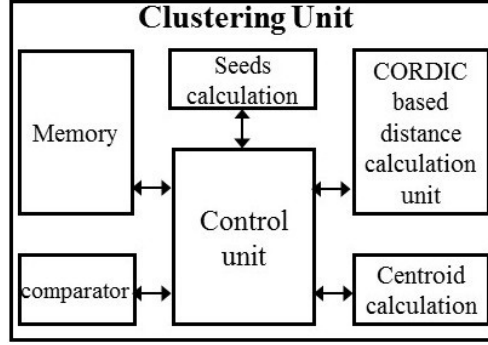 Clustering Unit
Seeds
calculation
CORDIC
based
distance
calculation
unit
Memory
Control
unit
comparator
Centroid
calculation